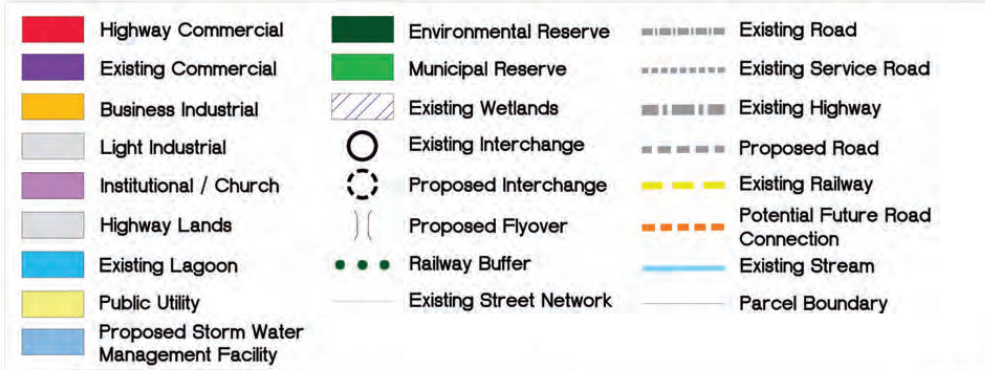 Highway Commercial
Existing Commercial
Business Industrial
Light Industrial
Institutional / Church
Highway Lands
Existing Lagoon
Public Utility
Proposed Storm Water
Management Facility
Environmental Reserve
Municipal Reserve
Existing Wetlands
Existing Interchange
Proposed Interchange
Proposed Flyover
Railway Buffer
Existing Street Network
Existing Road
Existing Service Road
Existing Highway
Proposed Road
Existing Railway
Potential Future Road
Connection
Existing Stream
Parcel Boundary